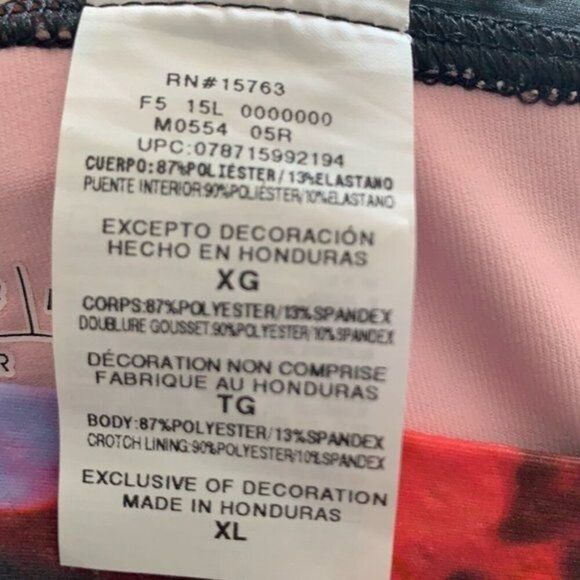 RN#15763
F5 15L 0000000
M0554 05R
UPC:078715992194
CUERPO:87%POLIÉSTER/13%ELASTANO
PUENTE INTERIOR:90%POLIÉSTER/10%ELASTANO
EXCEPTO DECORACIÓN
HECHO EN HONDURAS
XG
CORPS:87%POLYESTER/13%SPANDEX
DOUBLURE GOUSSET:90%POLYESTER/10%SPANDEX
DÉCORATION NON COMPRISE
FABRIQUE AU HONDURAS
TG
BODY:87%POLYESTER/13%SPANDEX
CROTCH LINING:90%POLYESTER/10%SPANDEX
EXCLUSIVE OF DECORATION
MADE IN HONDURAS
XL
R